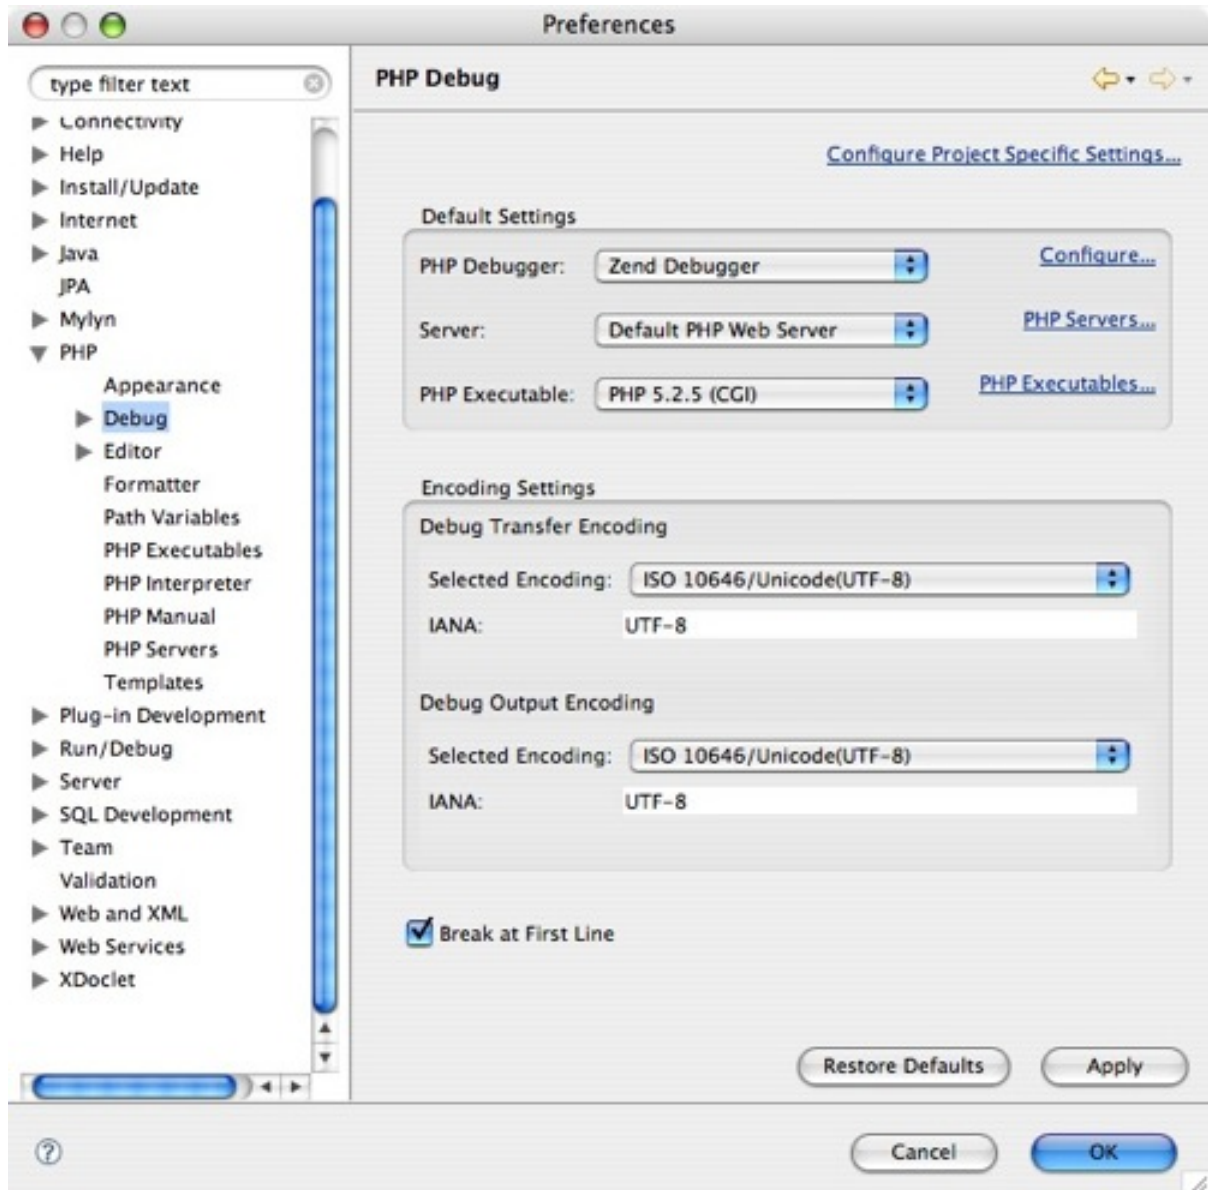 Preferences
type filter text
Connectivity
Help
Install/Update
Internet
Java
JPA
Mylyn
PHP
Appearance
Debug
Editor
Formatter
Path Variables
PHP Executables
PHP Interpreter
PHP Manual
PHP Servers
Templates
Plug-in Development
Run/Debug
Server
SQL Development
Team
Validation
Web and XML
Web Services
XDoclet
PHP Debug
Configure Project Specific Settings...
Default Settings
PHP Debugger: Zend Debugger Configure...
Server: Default PHP Web Server PHP Servers...
PHP Executable: PHP 5.2.5 (CGI) PHP Executables...
Encoding Settings
Debug Transfer Encoding
Selected Encoding: ISO 10646/Unicode(UTF-8)
IANA: UTF-8
Debug Output Encoding
Selected Encoding: ISO 10646/Unicode(UTF-8)
IANA: UTF-8
Break at First Line
Restore Defaults Apply
? Cancel OK